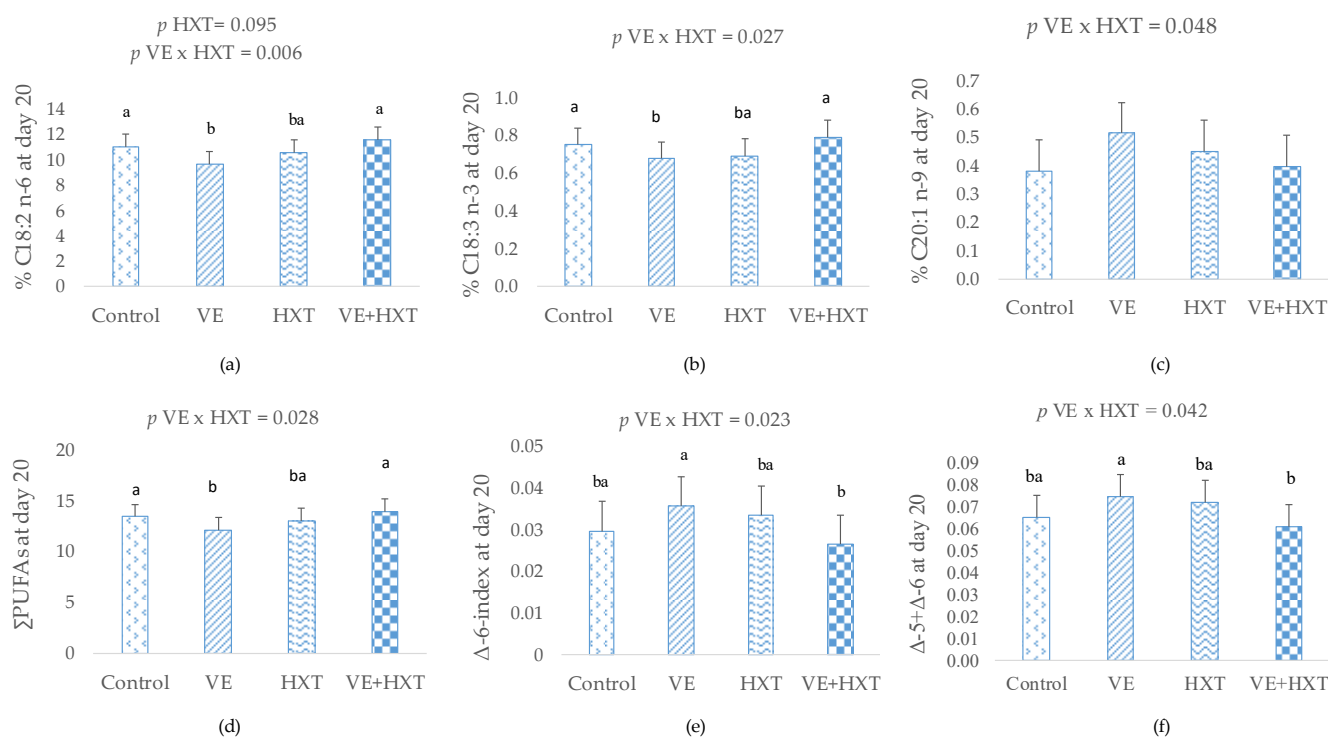 p HXT= 0.095
p VE x HXT = 0.006
% C18:2 n-6 at day 20
14
12
10
8
6
4
2
0
a
b
ba
a
Control VE HXT VE+HXT
(a)
p VE x HXT = 0.027
% C18:3 n-3 at day 20
1.0
0.8
0.6
0.4
0.2
0.0
a
b
ba
a
Control VE HXT VE+HXT
(b)
p VE x HXT = 0.048
% C20:1 n-9 at day 20
0.7
0.6
0.5
0.4
0.3
0.2
0.1
0.0
Control VE HXT VE+HXT
(c)
p VE x HXT = 0.028
∑PUFAs at day 20
20
15
10
5
0
a
b
ba
a
Control VE HXT VE+HXT
(d)
p VE x HXT = 0.023
Δ-6-index at day 20
0.05
0.04
0.03
0.02
0.01
0
ba
a
ba
b
Control VE HXT VE+HXT
(e)
p VE x HXT = 0.042
Δ-5+Δ-6 at day 20
0.09
0.08
0.07
0.06
0.05
0.04
0.03
0.02
0.01
0.00
ba
a
ba
b
Control VE HXT VE+HXT
(f)